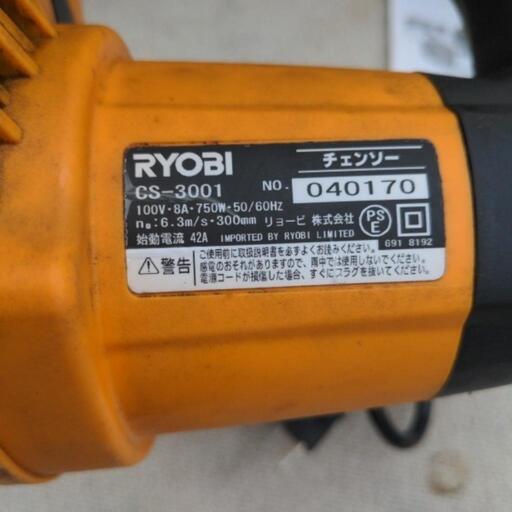 RYOBI チェンソー
CS-3001 NO. 040170
100V・8A・750W・50/60HZ
n₀:6.3m/s・300mm リョービ 株式会社
始動電流 42A IMPORTED BY RYOBI LIMITED
PS E
691 8192
警告
ご使用前に取扱説明書を必ずよくお読みください。
感電のおそれがありますので、雨中では使用しないでください。
電源コードが損傷した場合、すぐにプラグを抜いてください。